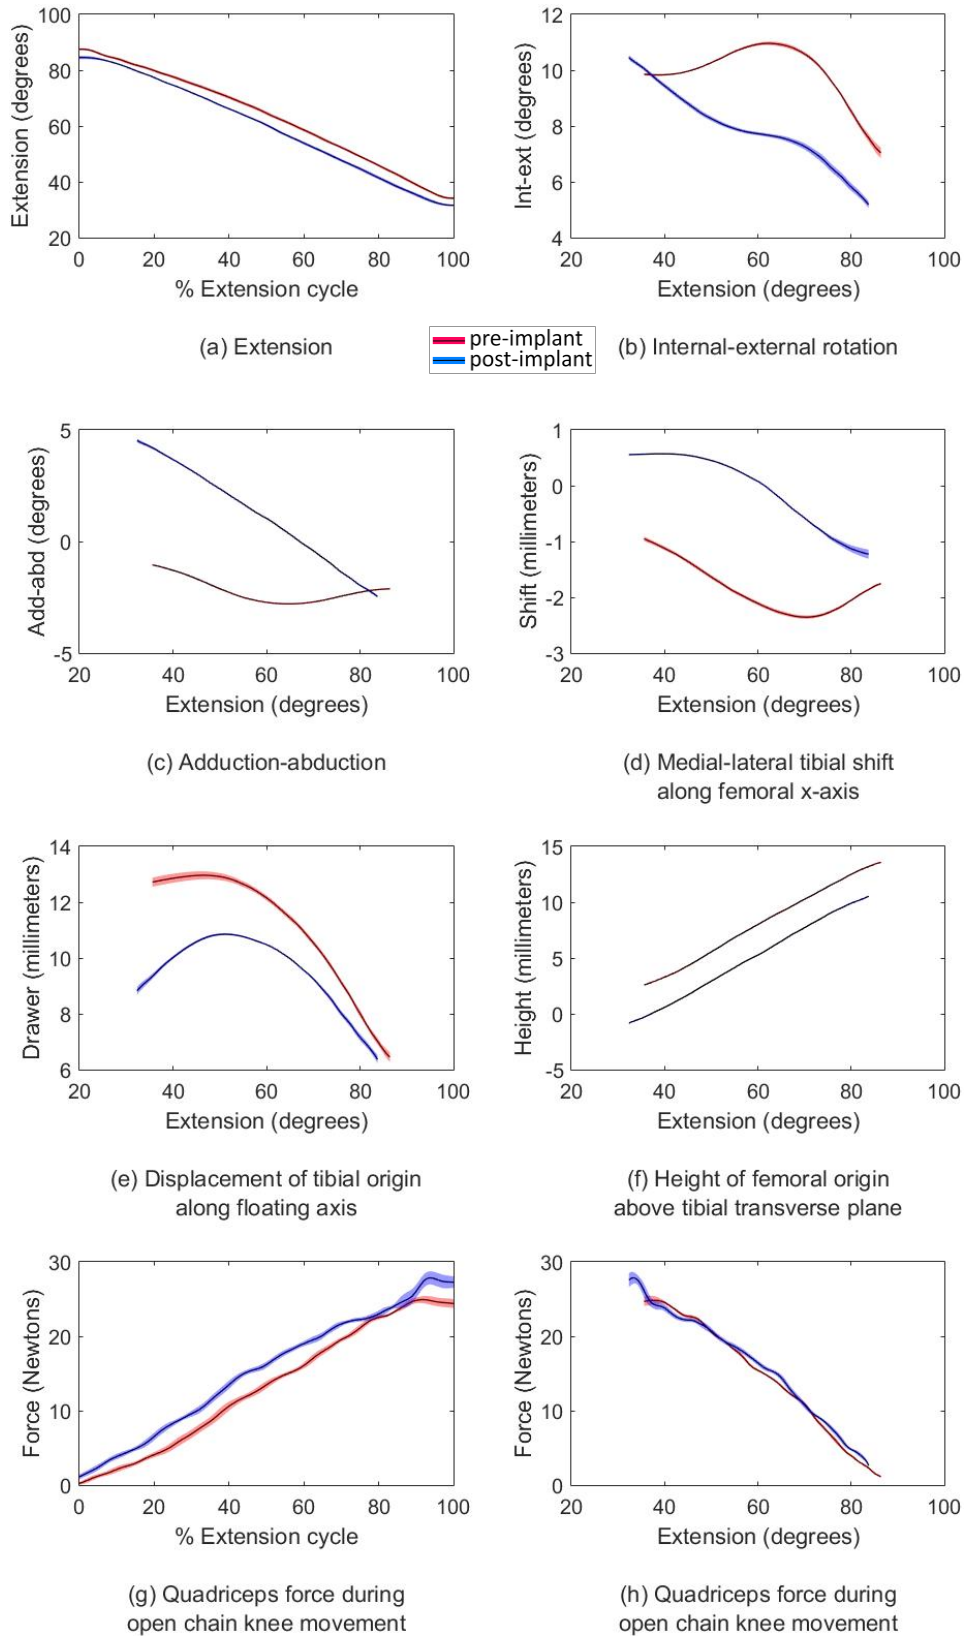 100
80
60
40
20
0 20 40 60 80 100
Extension (degrees)
% Extension cycle
(a) Extension
12
10
8
6
4
20 40 60 80 100
Int-ext (degrees)
Extension (degrees)
(b) Internal-external rotation
pre-implant
post-implant
5
0
-5
20 40 60 80 100
Add-abd (degrees)
Extension (degrees)
(c) Adduction-abduction
1
0
-1
-2
-3
20 40 60 80 100
Shift (millimeters)
Extension (degrees)
(d) Medial-lateral tibial shift
along femoral x-axis
14
12
10
8
6
20 40 60 80 100
Drawer (millimeters)
Extension (degrees)
(e) Displacement of tibial origin
along floating axis
15
10
5
0
-5
20 40 60 80 100
Height (millimeters)
Extension (degrees)
(f) Height of femoral origin
above tibial transverse plane
30
20
10
0
0 20 40 60 80 100
Force (Newtons)
% Extension cycle
(g) Quadriceps force during
open chain knee movement
30
20
10
0
20 40 60 80 100
Force (Newtons)
Extension (degrees)
(h) Quadriceps force during
open chain knee movement